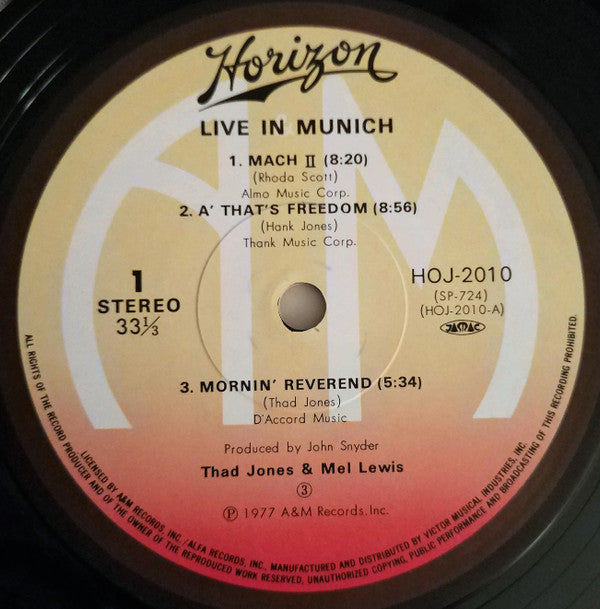 Horizon
LIVE IN MUNICH
1. MACH II (8:20)
(Rhoda Scott)
Almo Music Corp.
2. A' THAT'S FREEDOM (8:56)
(Hank Jones)
Thank Music Corp.
1
STEREO
33⅓
HOJ-2010
(SP-724)
(HOJ-2010-A)
JASRAC
3. MORNIN' REVEREND (5:34)
(Thad Jones)
D'Accord Music
Produced by John Snyder
Thad Jones & Mel Lewis
③
Ⓟ 1977 A&M Records, Inc.
ALL RIGHTS OF THE RECORD PRODUCER AND OF THE OWNER OF THE REPRODUCED WORK RESERVED, UNAUTHORIZED COPYING, PUBLIC PERFORMANCE AND BROADCASTING OF THIS RECORDING PROHIBITED.
LICENSED BY A&M RECORDS, INC./ALFA RECORDS, INC. MANUFACTURED AND DISTRIBUTED BY VICTOR MUSICAL INDUSTRIES, INC.
AM